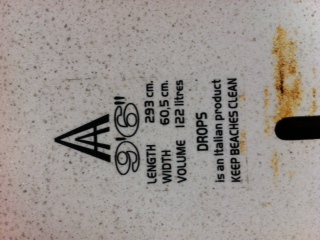 9'6"
LENGTH 293 cm.
WIDTH 60,5 cm.
VOLUME 122 litres
DROPS
is an Italian product
KEEP BEACHES CLEAN